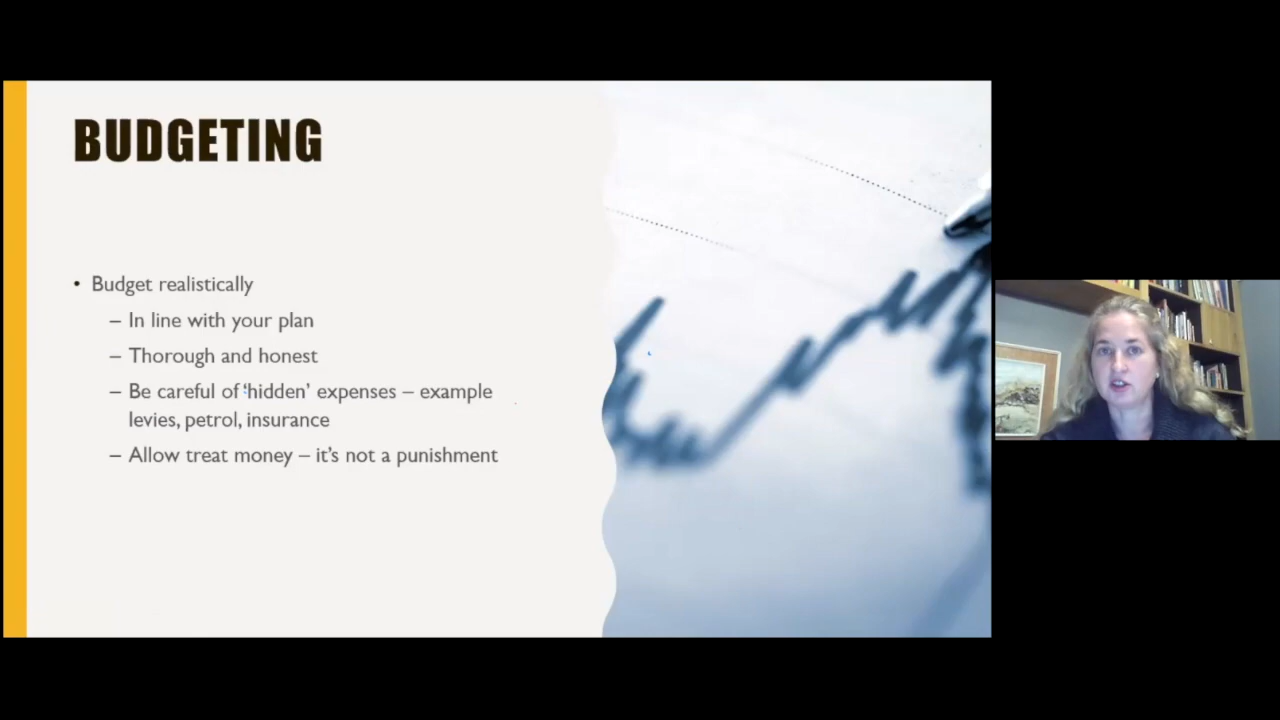 BUDGETING
• Budget realistically
– In line with your plan
– Thorough and honest
– Be careful of ‘hidden’ expenses – example
levies, petrol, insurance
– Allow treat money – it’s not a punishment